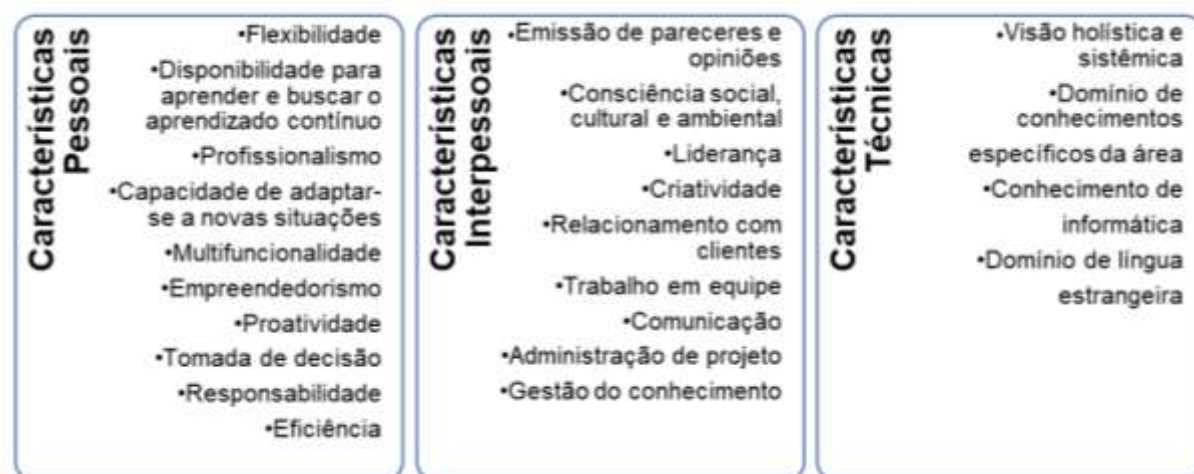 Características
Pessoais
•Flexibilidade
•Disponibilidade para
aprender e buscar o
aprendizado contínuo
•Profissionalismo
•Capacidade de adaptar-
se a novas situações
•Multifuncionalidade
•Empreendedorismo
•Proatividade
•Tomada de decisão
•Responsabilidade
•Eficiência
Características
Interpessoais
•Emissão de pareceres e
opiniões
•Consciência social,
cultural e ambiental
•Liderança
•Criatividade
•Relacionamento com
clientes
•Trabalho em equipe
•Comunicação
•Administração de projeto
•Gestão do conhecimento
Características
Técnicas
•Visão holística e
sistêmica
•Domínio de
conhecimentos
específicos da área
•Conhecimento de
informática
•Domínio de língua
estrangeira